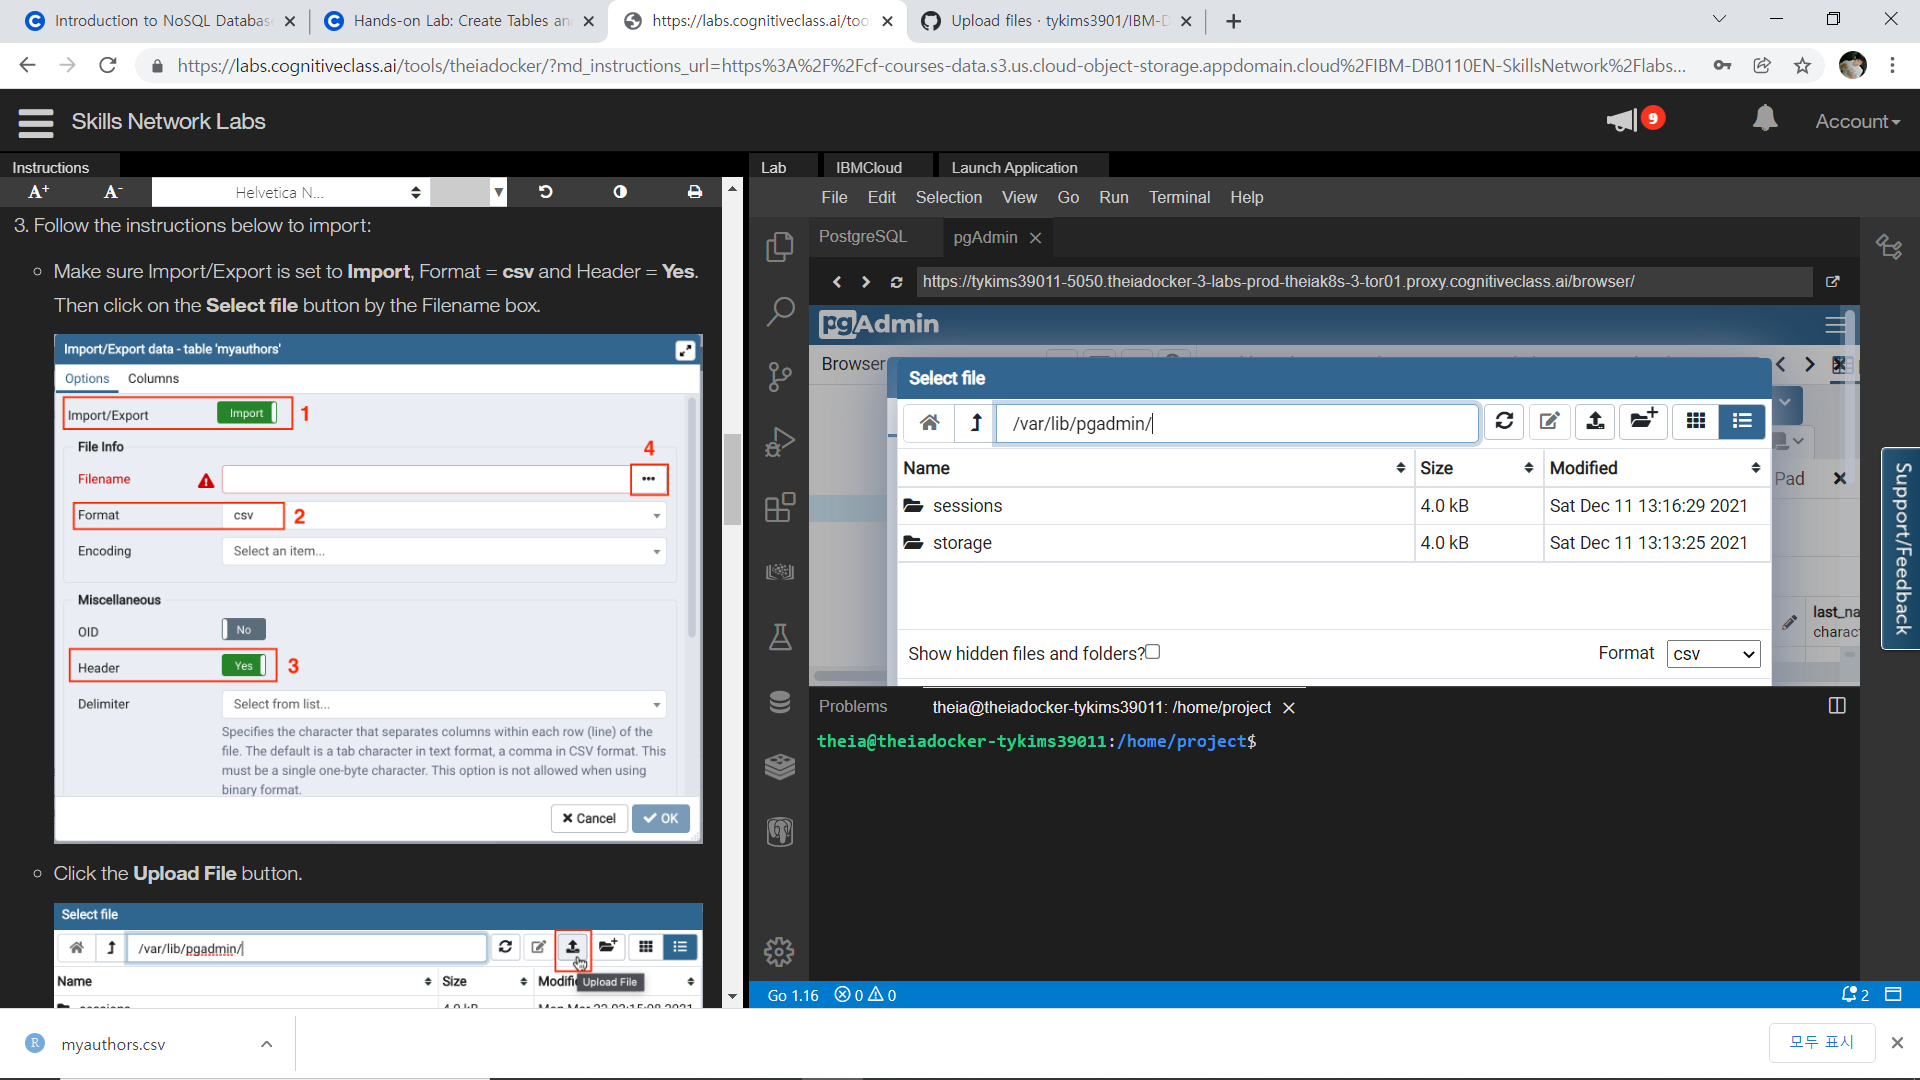 Introduction to NoSQL Databas
Hands-on Lab: Create Tables an
https://labs.cognitiveclass.ai/too
Upload files · tykims3901/IBM-D
https://labs.cognitiveclass.ai/tools/theiadocker/?md_instructions_url=https%3A%2F%2Fcf-courses-data.s3.us.cloud-object-storage.appdomain.cloud%2FIBM-DB0110EN-SkillsNetwork%2Flabs...
Skills Network Labs
9
Account
Instructions
A+ A- Helvetica N...
3. Follow the instructions below to import:
Make sure Import/Export is set to Import, Format = csv and Header = Yes.
Then click on the Select file button by the Filename box.
Import/Export data - table 'myauthors'
Options Columns
Import/Export Import 1
File Info
4
Filename ...
Format csv 2
Encoding Select an item...
Miscellaneous
OID No
Header Yes 3
Delimiter Select from list...
Specifies the character that separates columns within each row (line) of the
file. The default is a tab character in text format, a comma in CSV format. This
must be a single one-byte character. This option is not allowed when using
binary format.
Cancel OK
Click the Upload File button.
Select file
/var/lib/pgadmin/
Name Size Modifi
Upload File
Lab IBMCloud Launch Application
File Edit Selection View Go Run Terminal Help
PostgreSQL pgAdmin
https://tykims39011-5050.theiadocker-3-labs-prod-theiak8s-3-tor01.proxy.cognitiveclass.ai/browser/
pgAdmin
Browser
Select file
/var/lib/pgadmin/
Name Size Modified
sessions 4.0 kB Sat Dec 11 13:16:29 2021
storage 4.0 kB Sat Dec 11 13:13:25 2021
Pad
last_na
charac
Show hidden files and folders? Format csv
Support/Feedback
Problems theia@theiadocker-tykims39011: /home/project
theia@theiadocker-tykims39011:/home/project$
Go 1.16 0 0 2
myauthors.csv
모두 표시